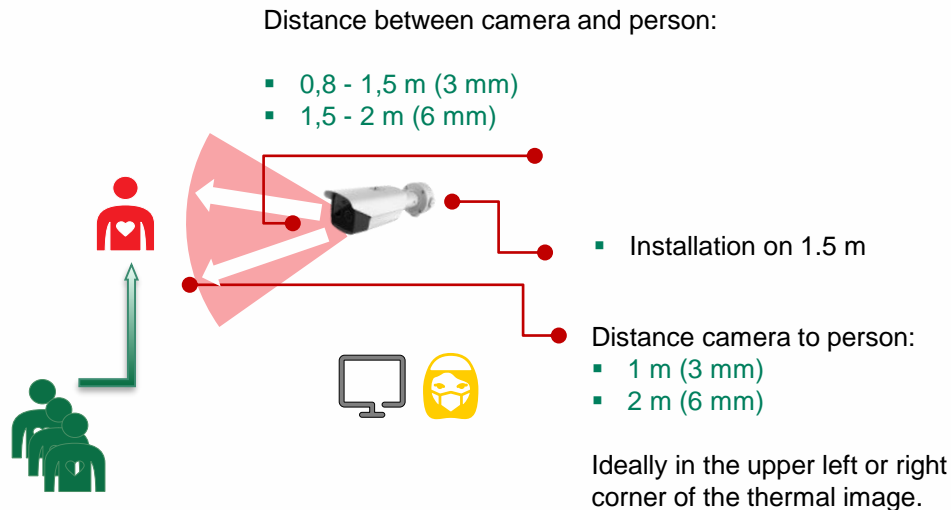 Distance between camera and person:
▪ 0,8 - 1,5 m (3 mm)
▪ 1,5 - 2 m (6 mm)
▪ Installation on 1.5 m
Distance camera to person:
▪ 1 m (3 mm)
▪ 2 m (6 mm)
Ideally in the upper left or right
corner of the thermal image.